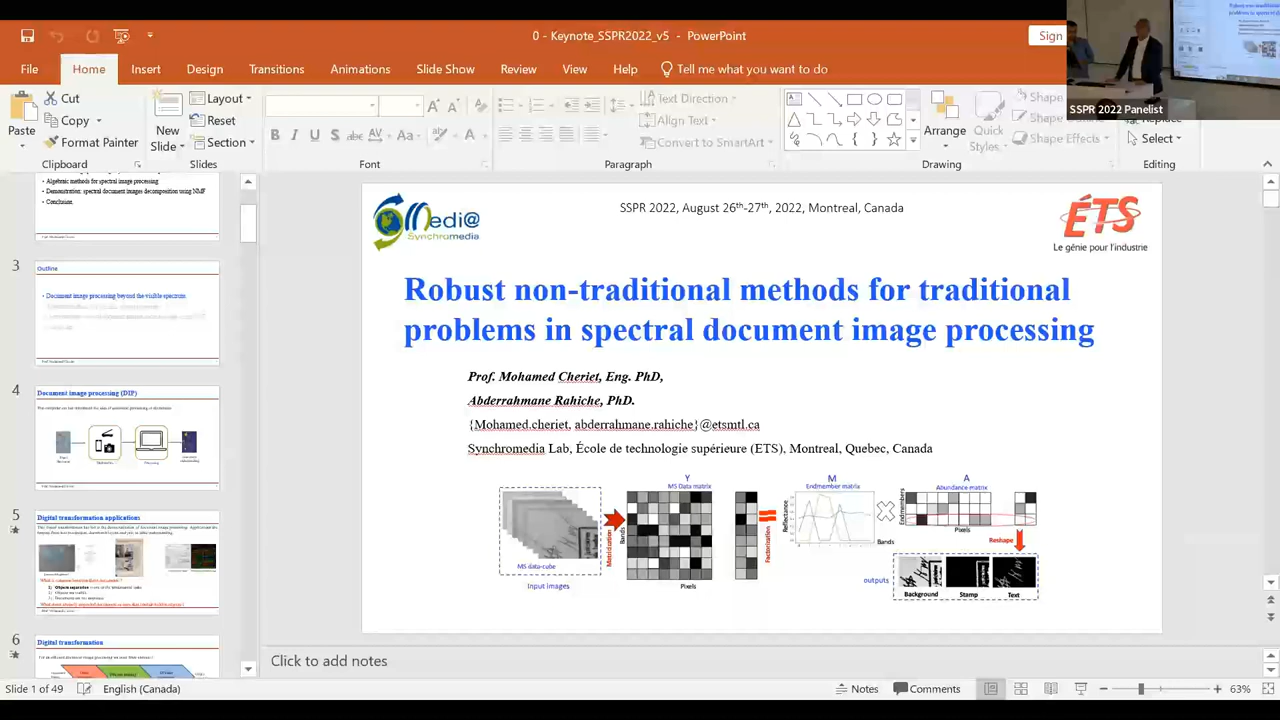 0 - Keynote_SSPR2022_v5 - PowerPoint
Sign
File Home Insert Design Transitions Animations Slide Show Review View Help Tell me what you want to do
SSPR 2022 Panelist
Paste
Cut
Copy
Format Painter
Clipboard
New
Slide
Layout
Reset
Section
Slides
B I U S abc AV Aa A
Font
Text Direction
Align Text
Convert to SmartArt
Paragraph
Arrange
Quick
Styles
Shape
Shape
Shape Effects
Drawing
Replace
Select
Editing
Algebraic methods for spectral image processing
Demonstration: spectral document images decomposition using NMF
Conclusion.
3
Outline
Document image processing beyond the visible spectrum
4
Document image processing (DIP)
5
Digital transformation applications
6
Digital transformation
SMedi@
Synchromedia
SSPR 2022, August 26th-27th, 2022, Montreal, Canada
ÉTS
Le génie pour l'industrie
Robust non-traditional methods for traditional
problems in spectral document image processing
Prof. Mohamed Cheriet, Eng. PhD,
Abderrahmane Rahiche, PhD.
{Mohamed.cheriet, abderrahmane.rahiche}@etsmtl.ca
Synchromedia Lab, École de technologie supérieure (ETS), Montreal, Quebec, Canada
Y
MS Data matrix
M
Endmember matrix
A
Abundance matrix
MS data-cube
Input images
Matricization
Bands
Pixels
Factorization
Bands
Endmembers
Pixels
Reshape
outputs
Background
Stamp
Text
Click to add notes
Slide 1 of 49
English (Canada)
Notes
Comments
63%